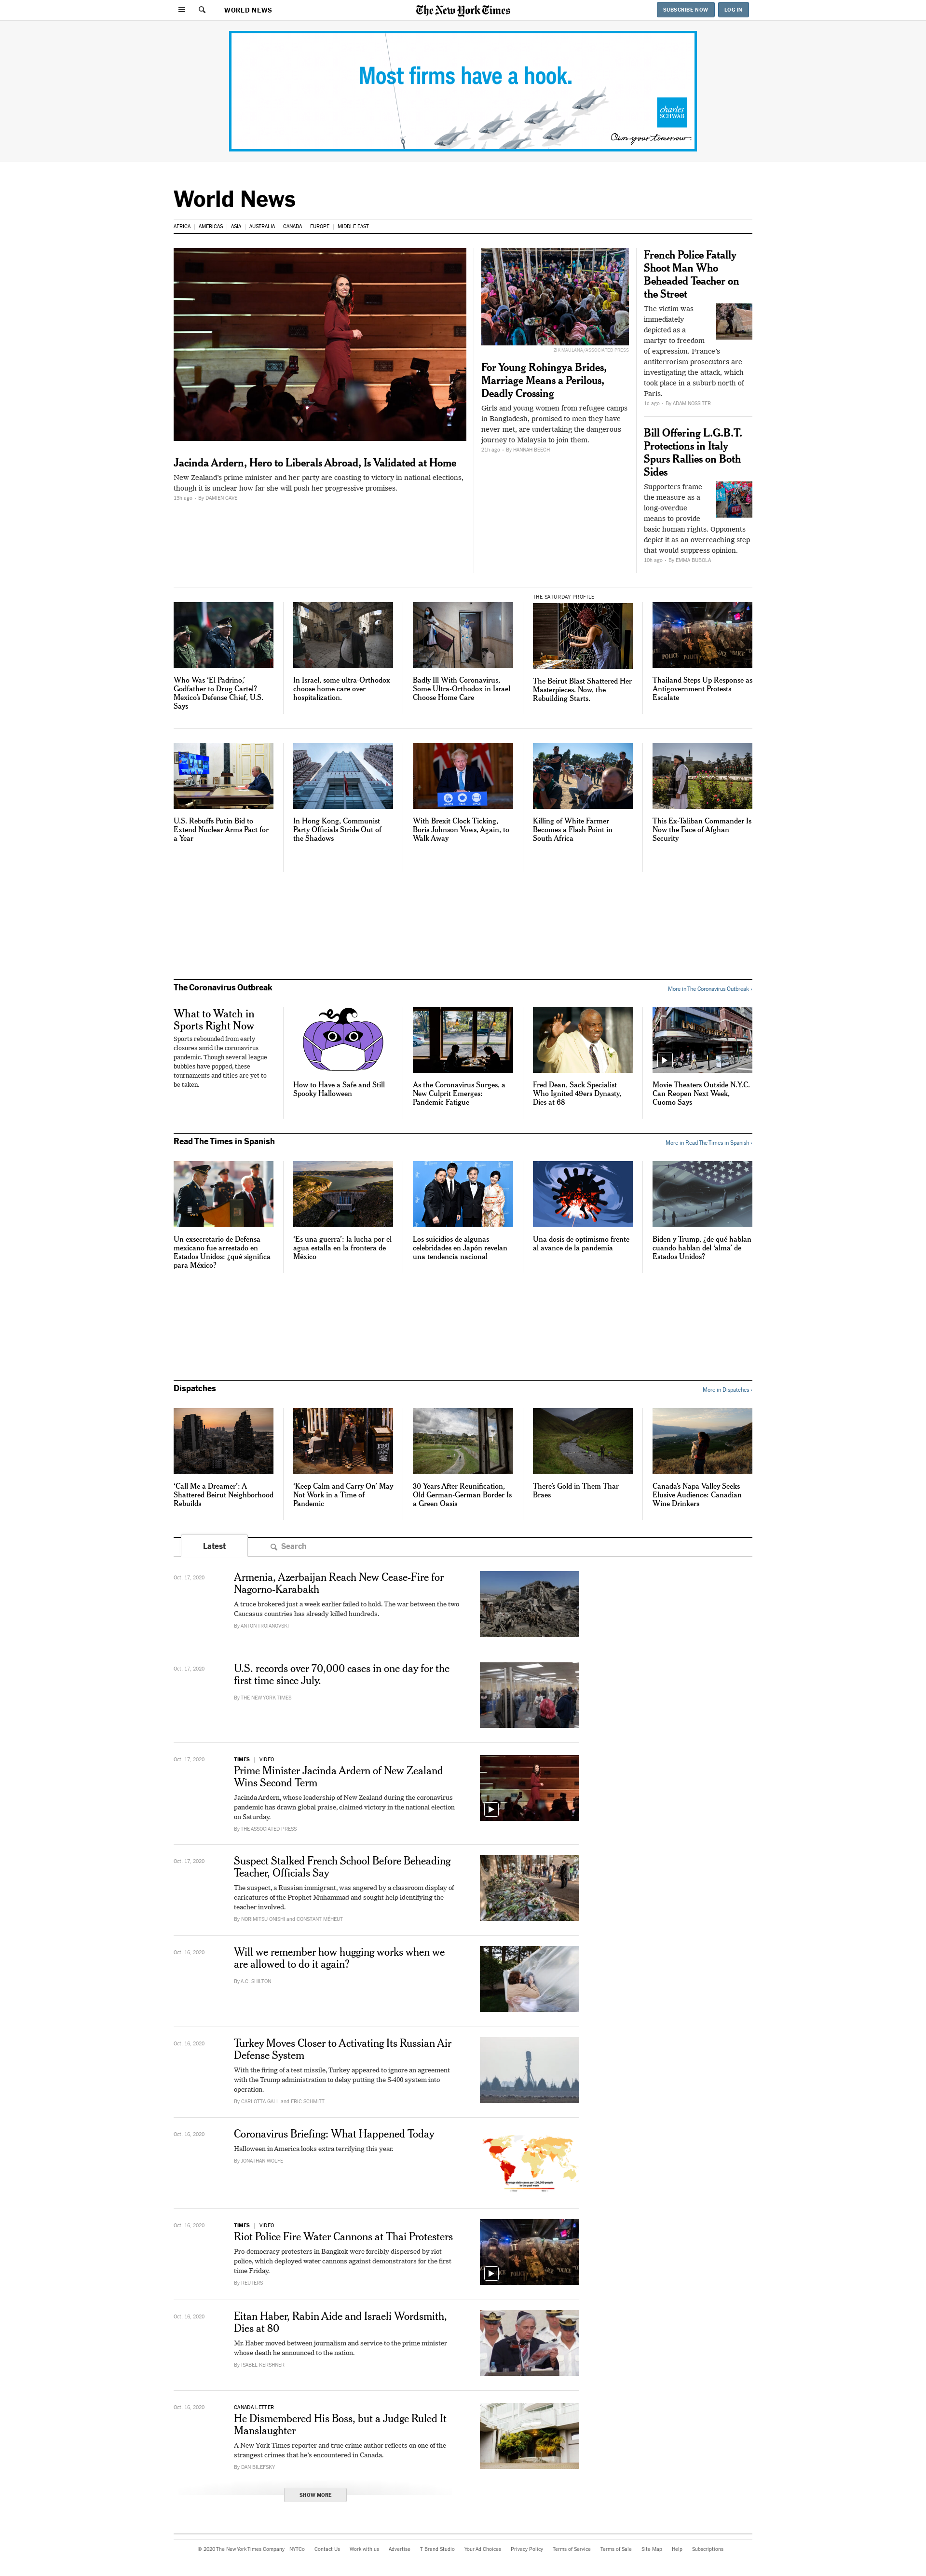 WORLD NEWS
The New York Times
SUBSCRIBE NOW
LOG IN
Most firms have a hook.
charles
SCHWAB
Own your tomorrow
World News
AFRICA
AMERICAS
ASIA
AUSTRALIA
CANADA
EUROPE
MIDDLE EAST
Jacinda Ardern, Hero to Liberals Abroad, Is Validated at Home
New Zealand's prime minister and her party are coasting to victory in national elections,
though it is unclear how far she will push her progressive promises.
13h ago · By DAMIEN CAVE
ZIK MAULANA/ASSOCIATED PRESS
For Young Rohingya Brides,
Marriage Means a Perilous,
Deadly Crossing
Girls and young women from refugee camps
in Bangladesh, promised to men they have
never met, are undertaking the dangerous
journey to Malaysia to join them.
21h ago · By HANNAH BEECH
French Police Fatally
Shoot Man Who
Beheaded Teacher on
the Street
The victim was
immediately
depicted as a
martyr to freedom
of expression. France's
antiterrorism prosecutors are
investigating the attack, which
took place in a suburb north of
Paris.
1d ago · By ADAM NOSSITER
Bill Offering L.G.B.T.
Protections in Italy
Spurs Rallies on Both
Sides
Supporters frame
the measure as a
long-overdue
means to provide
basic human rights. Opponents
depict it as an overreaching step
that would suppress opinion.
10h ago · By EMMA BUBOLA
Who Was 'El Padrino,'
Godfather to Drug Cartel?
Mexico's Defense Chief, U.S.
Says
In Israel, some ultra-Orthodox
choose home care over
hospitalization.
Badly Ill With Coronavirus,
Some Ultra-Orthodox in Israel
Choose Home Care
THE SATURDAY PROFILE
The Beirut Blast Shattered Her
Masterpieces. Now, the
Rebuilding Starts.
POLICE
Thailand Steps Up Response as
Antigovernment Protests
Escalate
U.S. Rebuffs Putin Bid to
Extend Nuclear Arms Pact for
a Year
In Hong Kong, Communist
Party Officials Stride Out of
the Shadows
With Brexit Clock Ticking,
Boris Johnson Vows, Again, to
Walk Away
Killing of White Farmer
Becomes a Flash Point in
South Africa
This Ex-Taliban Commander Is
Now the Face of Afghan
Security
The Coronavirus Outbreak
More in The Coronavirus Outbreak ›
What to Watch in
Sports Right Now
Sports rebounded from early
closures amid the coronavirus
pandemic. Though several league
bubbles have popped, these
tournaments and titles are yet to
be taken.
How to Have a Safe and Still
Spooky Halloween
As the Coronavirus Surges, a
New Culprit Emerges:
Pandemic Fatigue
Fred Dean, Sack Specialist
Who Ignited 49ers Dynasty,
Dies at 68
Movie Theaters Outside N.Y.C.
Can Reopen Next Week,
Cuomo Says
Read The Times in Spanish
More in Read The Times in Spanish ›
Un exsecretario de Defensa
mexicano fue arrestado en
Estados Unidos: ¿qué significa
para México?
'Es una guerra': la lucha por el
agua estalla en la frontera de
México
Los suicidios de algunas
celebridades en Japón revelan
una tendencia nacional
Una dosis de optimismo frente
al avance de la pandemia
Biden y Trump, ¿de qué hablan
cuando hablan del 'alma' de
Estados Unidos?
Dispatches
More in Dispatches ›
'Call Me a Dreamer': A
Shattered Beirut Neighborhood
Rebuilds
'Keep Calm and Carry On' May
Not Work in a Time of
Pandemic
30 Years After Reunification,
Old German-German Border Is
a Green Oasis
There's Gold in Them Thar
Braes
Canada's Napa Valley Seeks
Elusive Audience: Canadian
Wine Drinkers
Latest
Search
Oct. 17, 2020
Armenia, Azerbaijan Reach New Cease-Fire for
Nagorno-Karabakh
A truce brokered just a week earlier failed to hold. The war between the two
Caucasus countries has already killed hundreds.
By ANTON TROIANOVSKI
Oct. 17, 2020
U.S. records over 70,000 cases in one day for the
first time since July.
By THE NEW YORK TIMES
Oct. 17, 2020
TIMES | VIDEO
Prime Minister Jacinda Ardern of New Zealand
Wins Second Term
Jacinda Ardern, whose leadership of New Zealand during the coronavirus
pandemic has drawn global praise, claimed victory in the national election
on Saturday.
By THE ASSOCIATED PRESS
Oct. 17, 2020
Suspect Stalked French School Before Beheading
Teacher, Officials Say
The suspect, a Russian immigrant, was angered by a classroom display of
caricatures of the Prophet Muhammad and sought help identifying the
teacher involved.
By NORIMITSU ONISHI and CONSTANT MÉHEUT
Oct. 16, 2020
Will we remember how hugging works when we
are allowed to do it again?
By A.C. SHILTON
Oct. 16, 2020
Turkey Moves Closer to Activating Its Russian Air
Defense System
With the firing of a test missile, Turkey appeared to ignore an agreement
with the Trump administration to delay putting the S-400 system into
operation.
By CARLOTTA GALL and ERIC SCHMITT
Oct. 16, 2020
Coronavirus Briefing: What Happened Today
Halloween in America looks extra terrifying this year.
By JONATHAN WOLFE
Oct. 16, 2020
TIMES | VIDEO
Riot Police Fire Water Cannons at Thai Protesters
Pro-democracy protesters in Bangkok were forcibly dispersed by riot
police, which deployed water cannons against demonstrators for the first
time Friday.
By REUTERS
Oct. 16, 2020
Eitan Haber, Rabin Aide and Israeli Wordsmith,
Dies at 80
Mr. Haber moved between journalism and service to the prime minister
whose death he announced to the nation.
By ISABEL KERSHNER
Oct. 16, 2020
CANADA LETTER
He Dismembered His Boss, but a Judge Ruled It
Manslaughter
A New York Times reporter and true crime author reflects on one of the
strangest crimes that he's encountered in Canada.
By DAN BILEFSKY
SHOW MORE
© 2020 The New York Times Company
NYTCo
Contact Us
Work with us
Advertise
T Brand Studio
Your Ad Choices
Privacy Policy
Terms of Service
Terms of Sale
Site Map
Help
Subscriptions